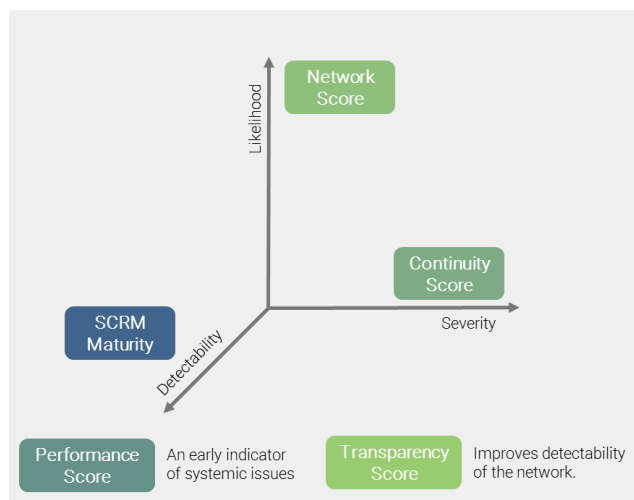 Network
Score
Likelihood
Continuity
Score
Severity
SCRM
Maturity
Detectability
Performance
Score
An early indicator
of systemic issues
Transparency
Score
Improves detectability
of the network.